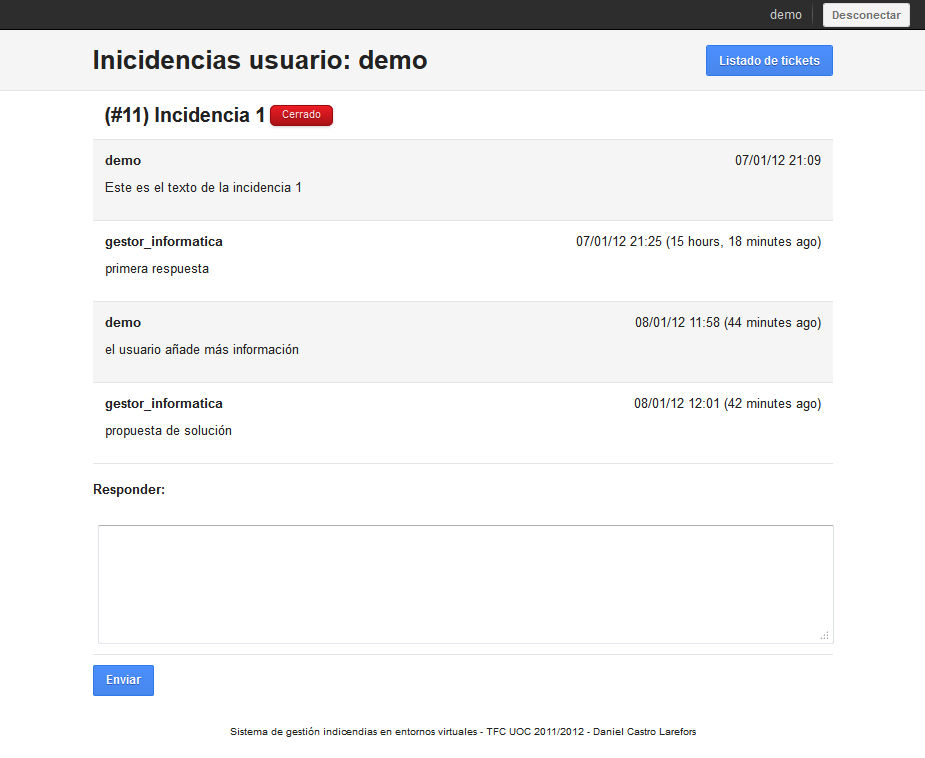 demo
Desconectar
Inicidencias usuario: demo
Listado de tickets
(#11) Incidencia 1 Cerrado
demo 07/01/12 21:09
Este es el texto de la incidencia 1
gestor_informatica 07/01/12 21:25 (15 hours, 18 minutes ago)
primera respuesta
demo 08/01/12 11:58 (44 minutes ago)
el usuario añade más información
gestor_informatica 08/01/12 12:01 (42 minutes ago)
propuesta de solución
Responder:
Enviar
Sistema de gestión indicendias en entornos virtuales - TFC UOC 2011/2012 - Daniel Castro Larefors